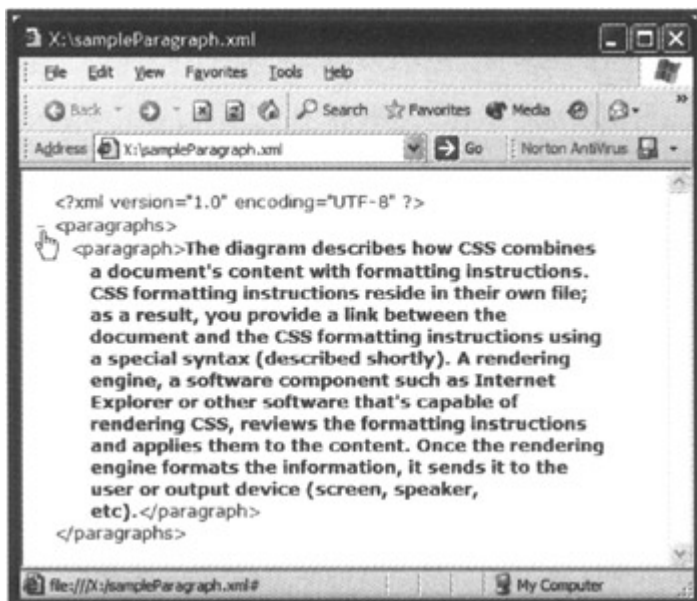 X:\sampleParagraph.xml
File Edit View Favorites Tools Help
Back Search Favorites Media »
Address X:\sampleParagraph.xml Go Norton AntiVirus
<?xml version="1.0" encoding="UTF-8" ?>
- <paragraphs>
<paragraph>The diagram describes how CSS combines
a document's content with formatting instructions.
CSS formatting instructions reside in their own file;
as a result, you provide a link between the
document and the CSS formatting instructions using
a special syntax (described shortly). A rendering
engine, a software component such as Internet
Explorer or other software that's capable of
rendering CSS, reviews the formatting instructions
and applies them to the content. Once the rendering
engine formats the information, it sends it to the
user or output device (screen, speaker,
etc).</paragraph>
</paragraphs>
file:///X:/sampleParagraph.xml# My Computer